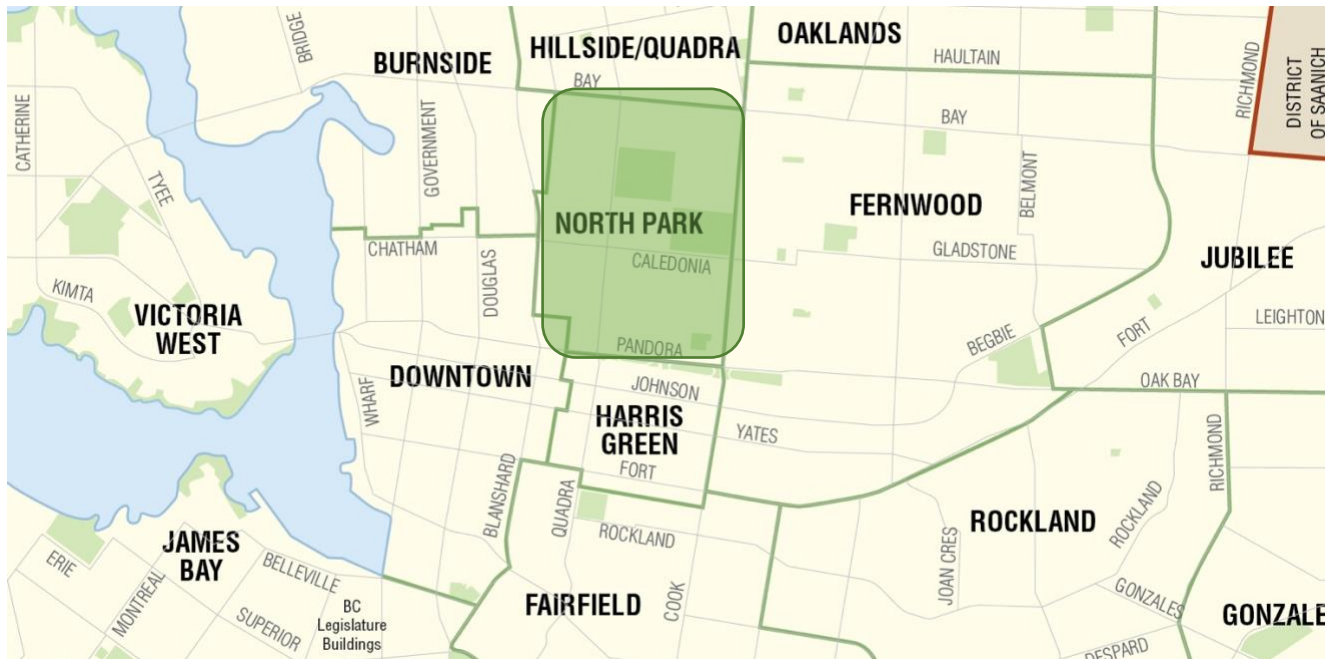 BRIDGE
BURNSIDE
HILLSIDE/QUADRA
OAKLANDS
HAULTAIN
RICHMOND
DISTRICT
OF SAANICH
CATHERINE
TYEE
GOVERNMENT
BAY
BAY
BELMONT
NORTH PARK
FERNWOOD
CHATHAM
DOUGLAS
CALEDONIA
GLADSTONE
JUBILEE
KIMTA
VICTORIA
WEST
LEIGHTON
FORT
BEGBIE
PANDORA
DOWNTOWN
WHARF
JOHNSON
OAK BAY
HARRIS
GREEN
YATES
FORT
RICHMOND
BLANSHARD
QUADRA
ROCKLAND
ROCKLAND
ROCKLAND
JAMES
BAY
ERIE
MONTREAL
BELLEVILLE
SUPERIOR
BC
Legislature
Buildings
FAIRFIELD
COOK
JOAN CRES
GONZALES
GONZALE
DESPARD